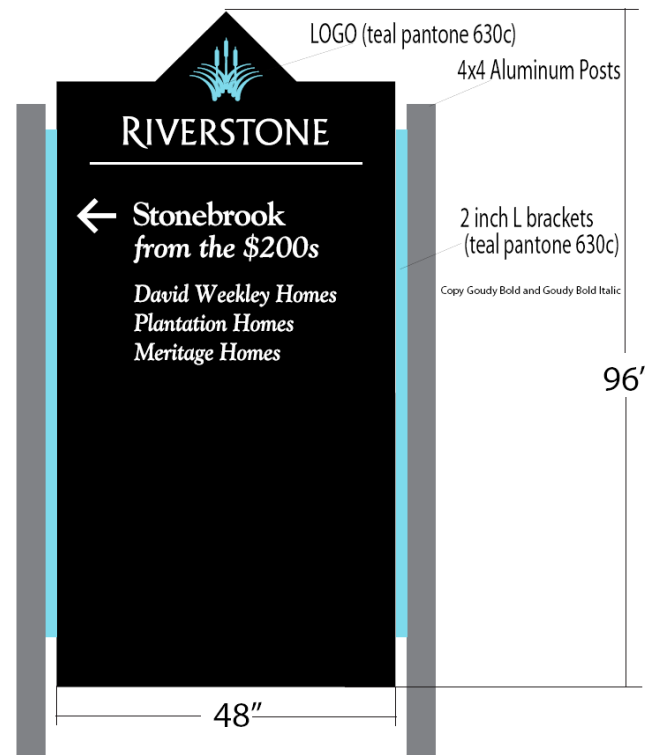 LOGO (teal pantone 630c)
4x4 Aluminum Posts
RIVERSTONE
Stonebrook
from the $200s
2 inch L brackets
(teal pantone 630c)
David Weekley Homes
Copy Goudy Bold and Goudy Bold Italic
Plantation Homes
Meritage Homes
96’
48”